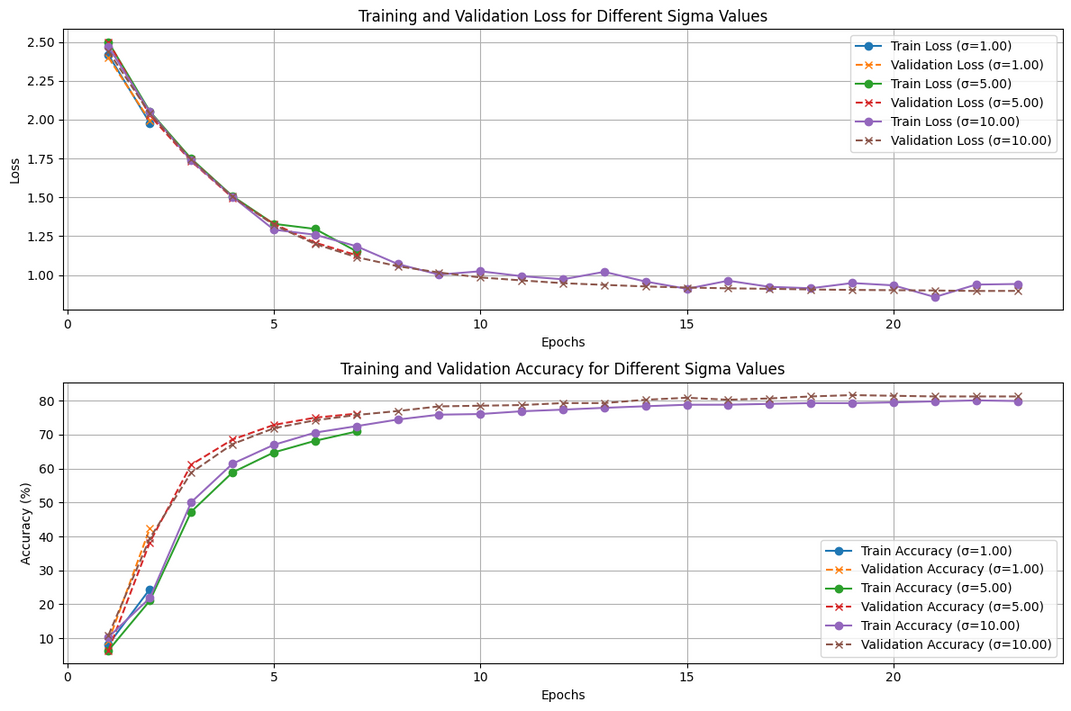 Training and Validation Loss for Different Sigma Values
2.50
2.25
2.00
1.75
1.50
1.25
1.00
Loss
Train Loss (σ=1.00)
Validation Loss (σ=1.00)
Train Loss (σ=5.00)
Validation Loss (σ=5.00)
Train Loss (σ=10.00)
Validation Loss (σ=10.00)
0 5 10 15 20
Epochs
Training and Validation Accuracy for Different Sigma Values
80
70
60
50
40
30
20
10
Accuracy (%)
Train Accuracy (σ=1.00)
Validation Accuracy (σ=1.00)
Train Accuracy (σ=5.00)
Validation Accuracy (σ=5.00)
Train Accuracy (σ=10.00)
Validation Accuracy (σ=10.00)
0 5 10 15 20
Epochs